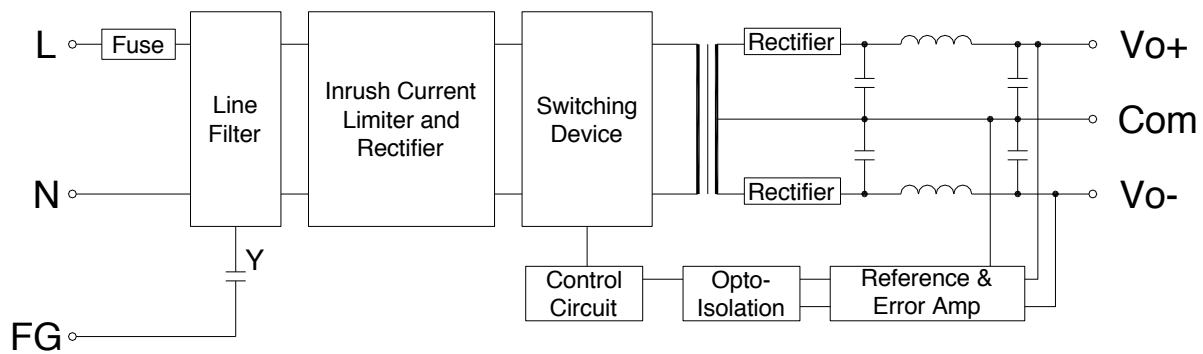 L
Fuse
Line
Filter
Inrush Current
Limiter and
Rectifier
Switching
Device
Rectifier
Vo+
Com
N
Rectifier
Vo-
Y
Control
Circuit
Opto-
Isolation
Reference &
Error Amp
FG